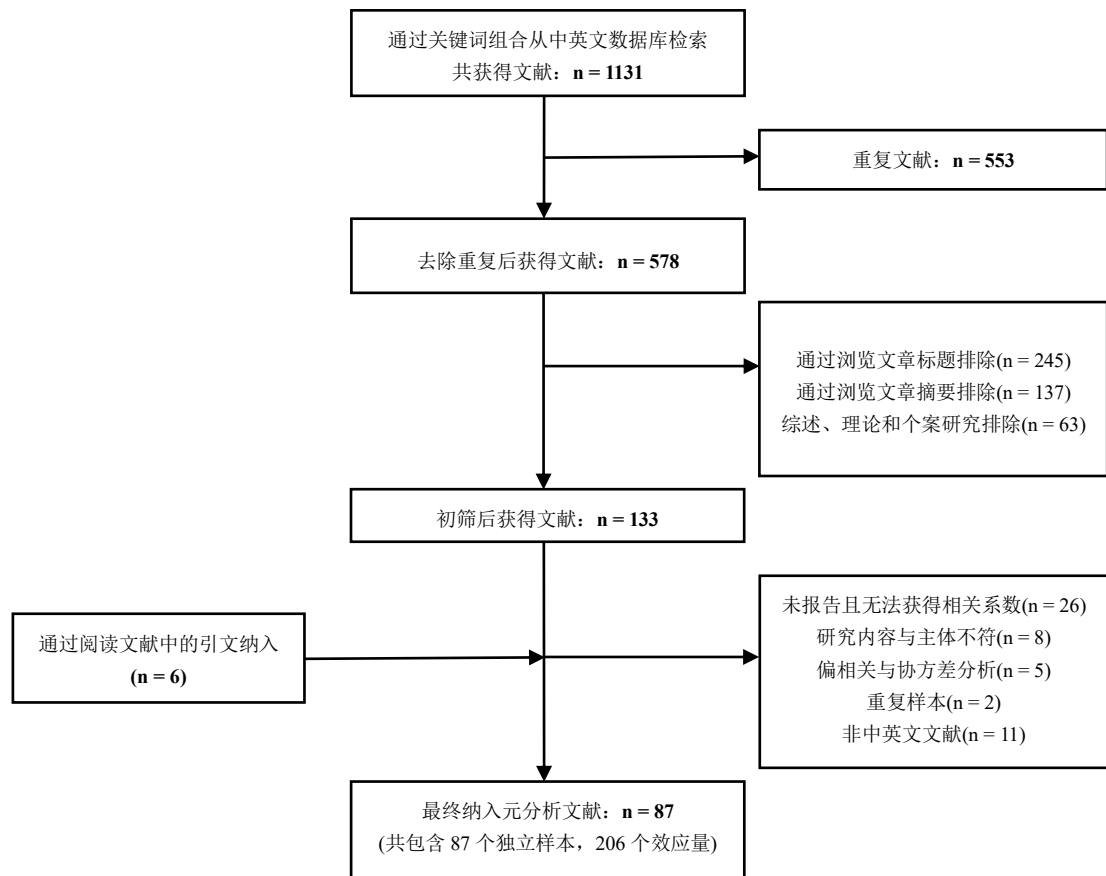 通过关键词组合从中英文数据库检索
共获得文献：n = 1131
重复文献：n = 553
去除重复后获得文献：n = 578
通过浏览文章标题排除(n = 245)
通过浏览文章摘要排除(n = 137)
综述、理论和个案研究排除(n = 63)
初筛后获得文献：n = 133
通过阅读文献中的引文纳入
(n = 6)
未报告且无法获得相关系数(n = 26)
研究内容与主体不符(n = 8)
偏相关与协方差分析(n = 5)
重复样本(n = 2)
非中英文文献(n = 11)
最终纳入元分析文献：n = 87
(共包含 87 个独立样本，206 个效应量)